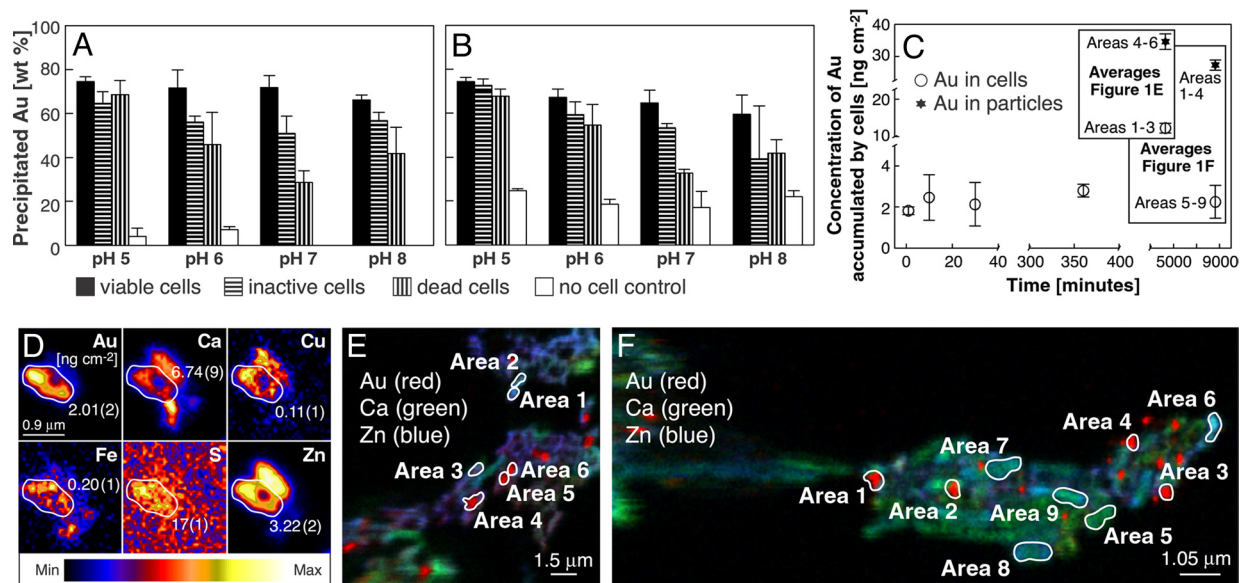 A
B
C
Precipitated Au [wt %]
100
80
60
40
20
0
pH 5
pH 6
pH 7
pH 8
pH 5
pH 6
pH 7
pH 8
viable cells
inactive cells
dead cells
no cell control
Concentration of Au
accumulated by cells [ng cm-2]
40
30
20
10
4
2
0
Au in cells
Au in particles
Areas 4-6
Averages
Figure 1E
Areas 1-3
Areas
1-4
Averages
Figure 1F
Areas 5-9
0
10
20
30
40
300
350
400
5000
9000
Time [minutes]
D
Au
[ng cm-2]
2.01(2)
0.9 µm
Ca
6.74(9)
Cu
0.11(1)
Fe
0.20(1)
S
17(1)
Zn
3.22(2)
Min
Max
E
Au (red)
Ca (green)
Zn (blue)
Area 2
Area 1
Area 3
Area 6
Area 5
Area 4
1.5 µm
F
Au (red)
Ca (green)
Zn (blue)
Area 6
Area 4
Area 7
Area 3
Area 1
Area 2
Area 9
Area 5
Area 8
1.05 µm